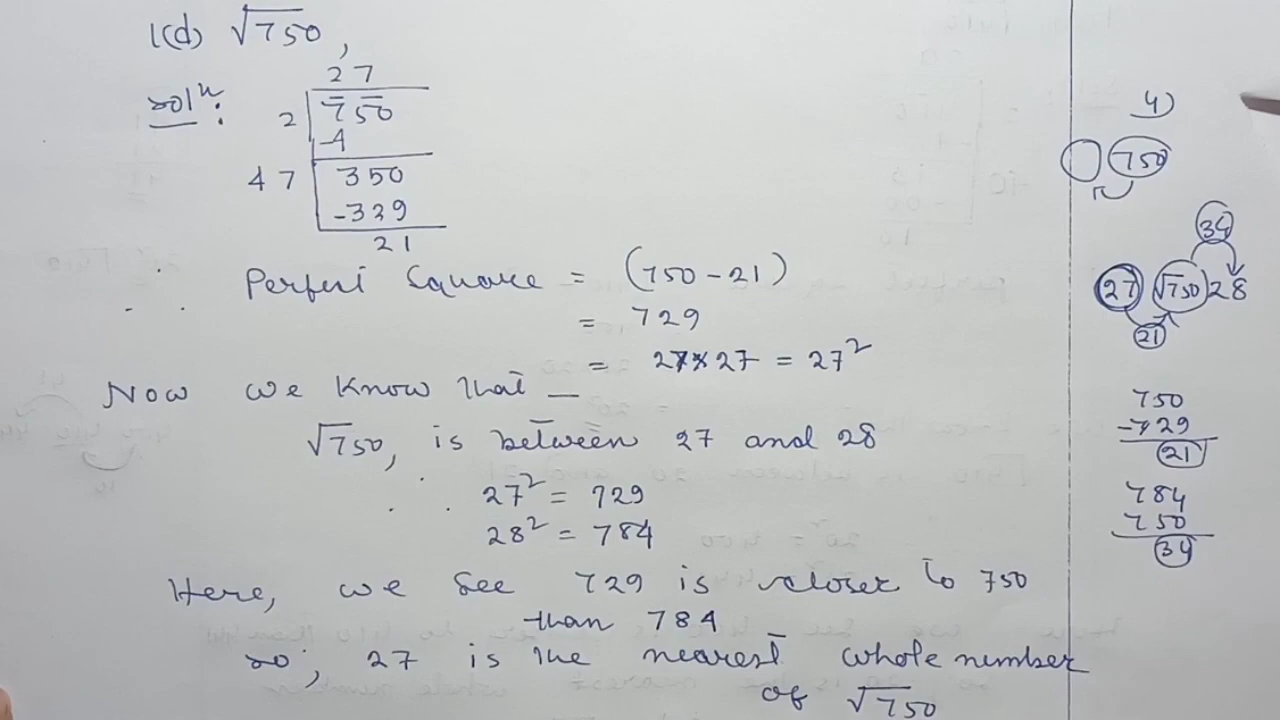 1(d) √750,
Solⁿ:
27
2 750
-4
47 350
-329
21
∴ Perfect Square = (750-21)
= 729
= 27×27 = 27²
Now we know that —
√750, is between 27 and 28
∴ 27² = 729
28² = 784
Here, we see 729 is closer to 750
than 784
so, 27 is the nearest whole number
of √750
4)
750
34
27 √750 28
21
750
-729
21
784
750
34